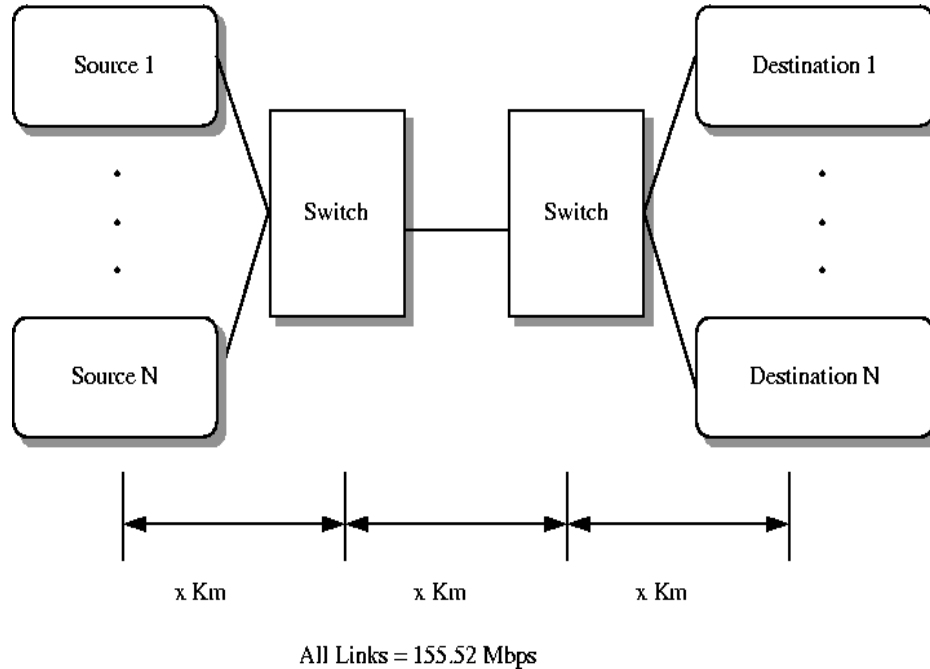 Source 1
Destination 1
Switch
Switch
Source N
Destination N
x Km
x Km
x Km
All Links = 155.52 Mbps